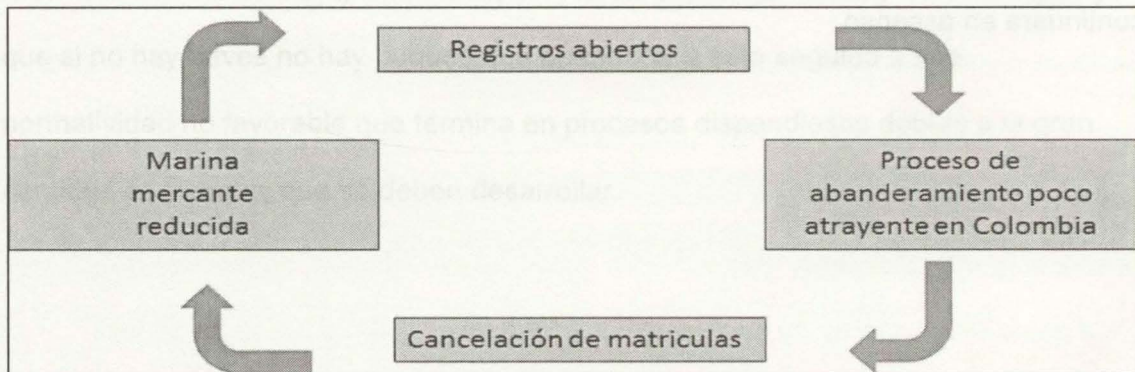 Registros abiertos
Proceso de
abanderamiento poco
atrayente en Colombia
Cancelación de matriculas
Marina
mercante
reducida